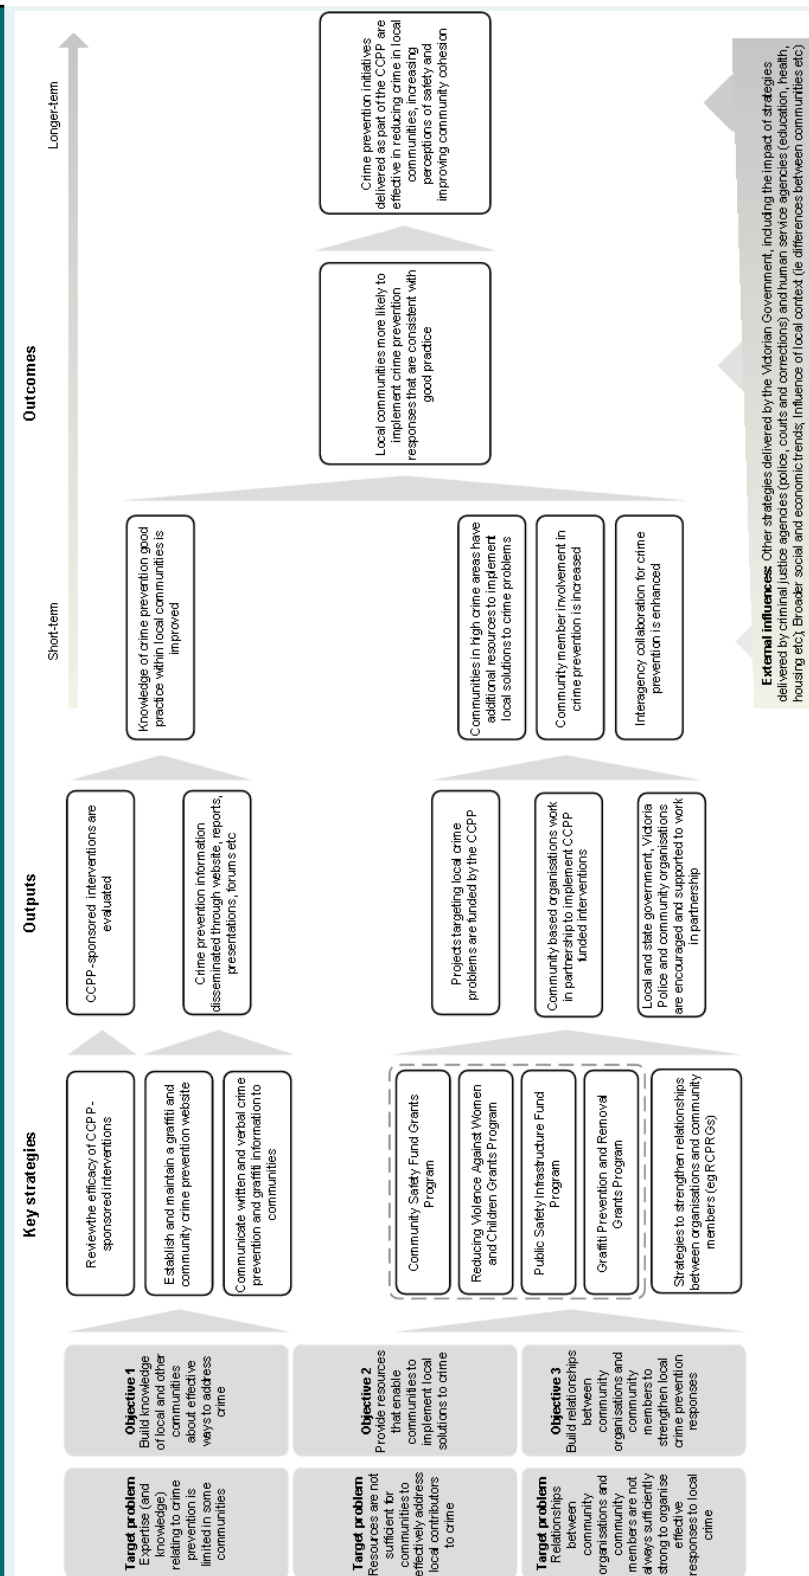 Key strategies
Outputs
Outcomes
Short-term
Longer-term
Target problem
Expertise (and
knowledge)
relating to crime
prevention is
limited in some
communities
Objective 1
Build knowledge
of local and other
communities
about effective
ways to address
crime
Review the efficacy of CCPP-
sponsored interventions
Establish and maintain a graffiti and
community crime prevention website
Communicate written and verbal crime
prevention and graffiti information to
communities
CCPP-sponsored interventions are
evaluated
Crime prevention information
disseminated through website, reports,
presentations, forums etc
Knowledge of crime prevention good
practice within local communities is
improved
Target problem
Resources are not
sufficient for
communities to
effectively address
local contributors
to crime
Objective 2
Provide resources
that enable
communities to
implement local
solutions to crime
Target problem
Relationships
between
community
organisations and
community
members are not
always sufficiently
strong to organise
effective
responses to local
crime
Objective 3
Build relationships
between
community
organisations and
community
members to
strengthen local
crime prevention
responses
Community Safety Fund Grants
Program
Reducing Violence Against Women
and Children Grants Program
Public Safety Infrastructure Fund
Program
Graffiti Prevention and Removal
Grants Program
Strategies to strengthen relationships
between organisations and community
members (eg RCPRGs)
Projects targeting local crime
problems are funded by the CCPP
Community based organisations work
in partnership to implement CCPP
funded interventions
Local and state government, Victoria
Police and community organisations
are encouraged and supported to work
in partnership
Communities in high crime areas have
additional resources to implement
local solutions to crime problems
Community member involvement in
crime prevention is increased
Interagency collaboration for crime
prevention is enhanced
Local communities more likely to
implement crime prevention
responses that are consistent with
good practice
Crime prevention initiatives
delivered as part of the CCPP are
effective in reducing crime in local
communities, increasing
perceptions of safety and
improving community cohesion
External influences: Other strategies delivered by the Victorian Government, including the impact of strategies
delivered by criminal justice agencies (police, courts and corrections) and human service agencies (education, health,
housing etc); Broader social and economic trends; Influence of local context (ie differences between communities etc)